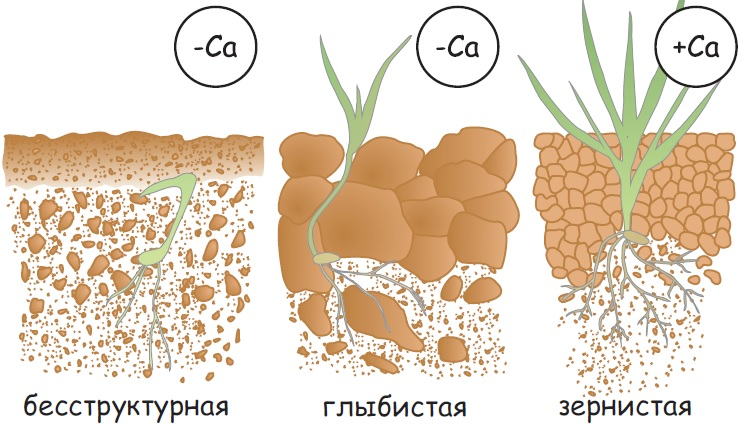 -Ca
-Ca
+Ca
бесструктурная
глыбистая
зернистая